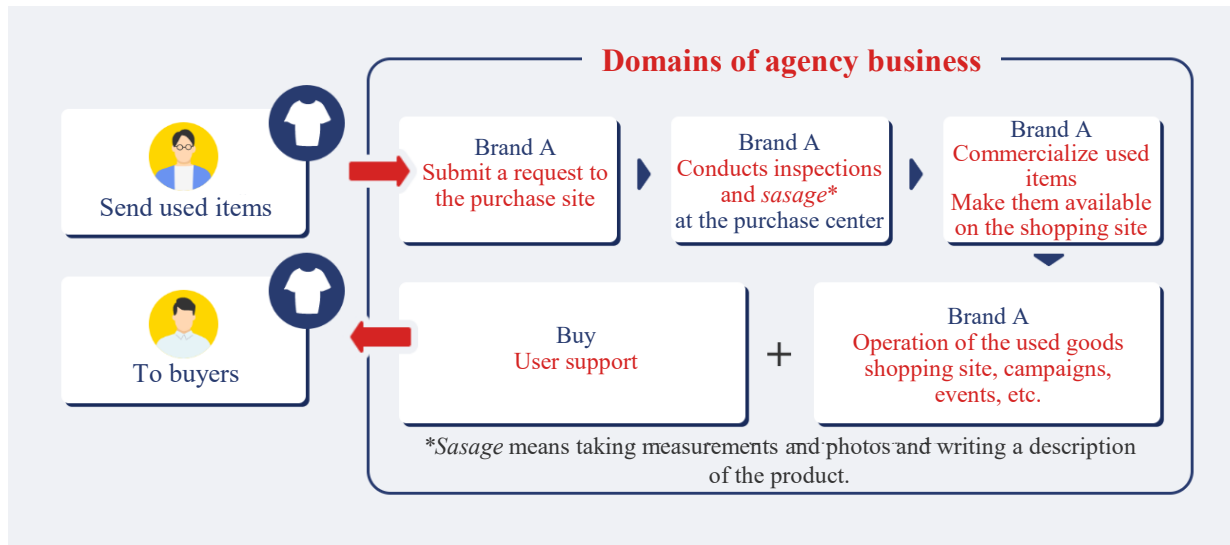 Domains of agency business
Send used items
Brand A
Submit a request to
the purchase site
Brand A
Conducts inspections
and sasage*
at the purchase center
Brand A
Commercialize used
items
Make them available
on the shopping site
To buyers
Buy
User support
+
Brand A
Operation of the used goods
shopping site, campaigns,
events, etc.
*Sasage means taking measurements and photos and writing a description
of the product.